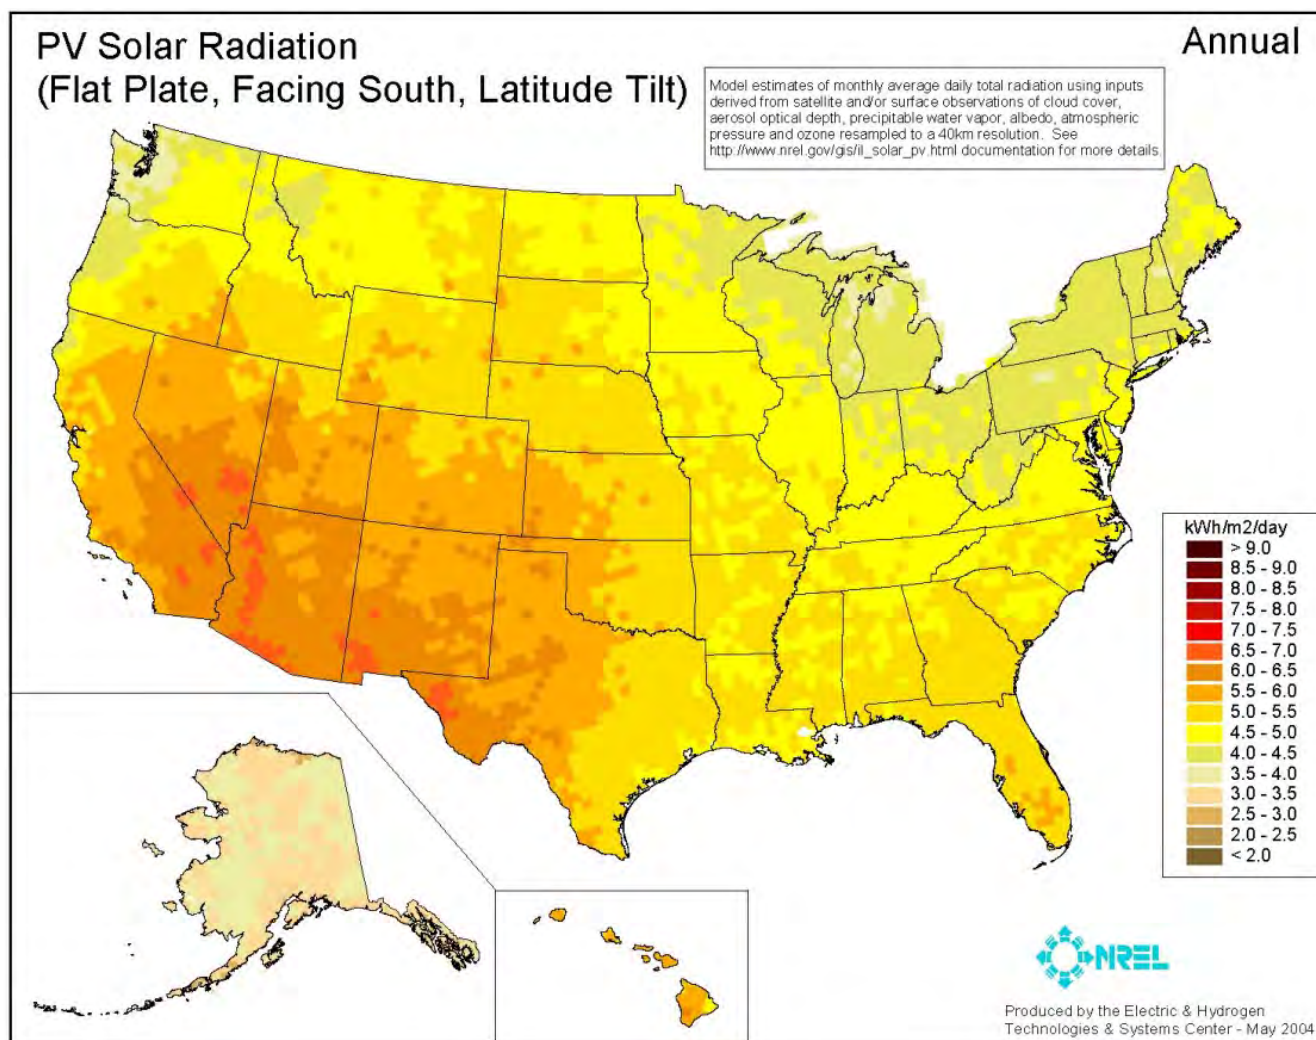 PV Solar Radiation
(Flat Plate, Facing South, Latitude Tilt)
Annual
Model estimates of monthly average daily total radiation using inputs
derived from satellite and/or surface observations of cloud cover,
aerosol optical depth, precipitable water vapor, albedo, atmospheric
pressure and ozone resampled to a 40km resolution. See
http://www.nrel.gov/gis/il_solar_pv.html documentation for more details.
kWh/m2/day
> 9.0
8.5 - 9.0
8.0 - 8.5
7.5 - 8.0
7.0 - 7.5
6.5 - 7.0
6.0 - 6.5
5.5 - 6.0
5.0 - 5.5
4.5 - 5.0
4.0 - 4.5
3.5 - 4.0
3.0 - 3.5
2.5 - 3.0
2.0 - 2.5
< 2.0
NREL
Produced by the Electric & Hydrogen
Technologies & Systems Center - May 2004